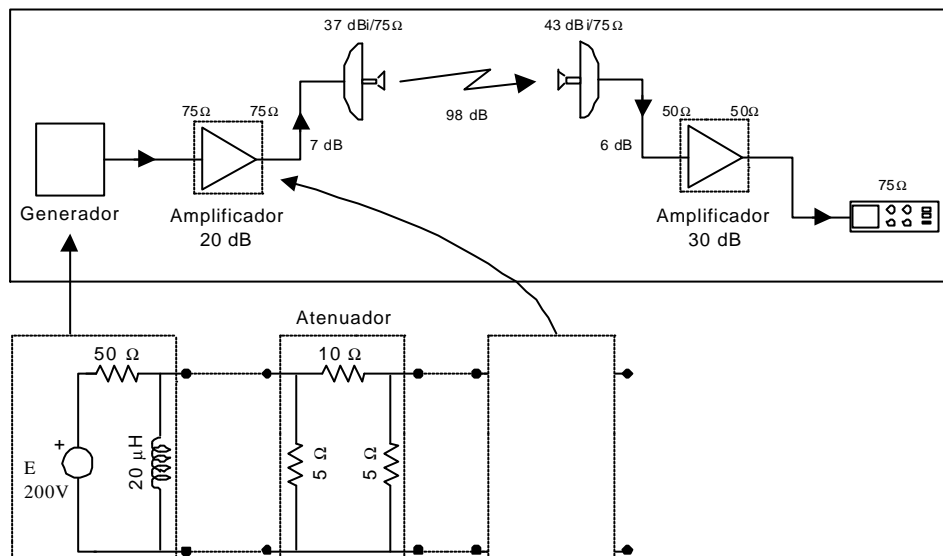 37 dBi/75Ω
43 dBi/75Ω
98 dB
75Ω
75Ω
7 dB
50Ω
50Ω
6 dB
75Ω
Generador
Amplificador
20 dB
Amplificador
30 dB
Atenuador
50 Ω
10 Ω
+
E
200V
20 μH
5 Ω
5 Ω